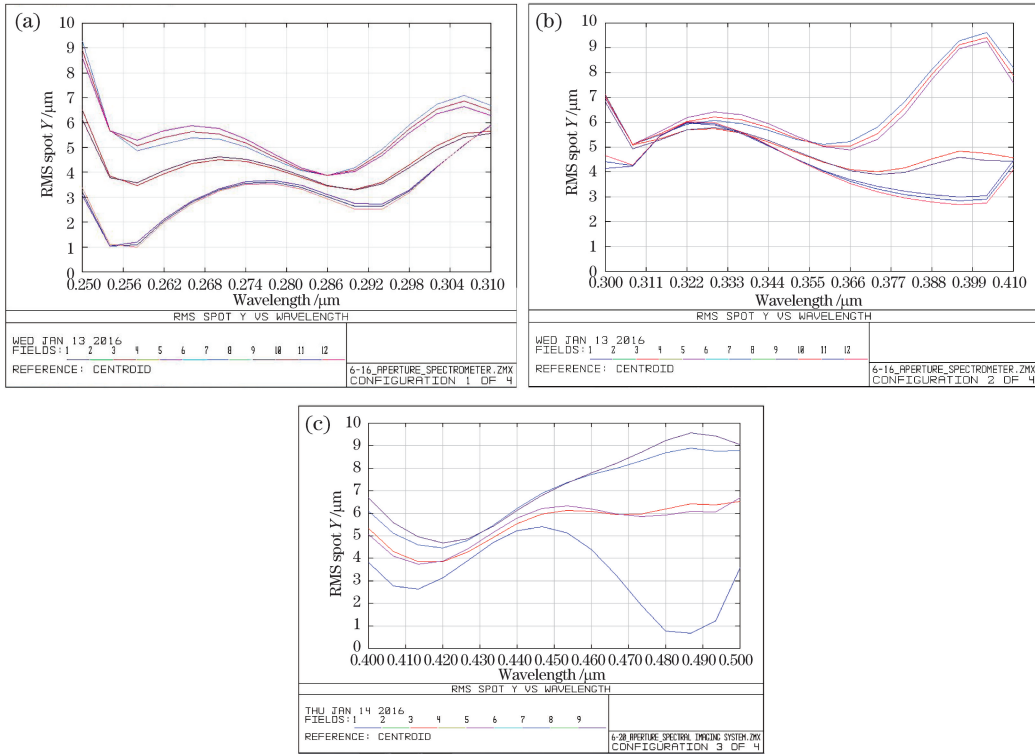 (a)
RMS spot Y /μm
10
9
8
7
6
5
4
3
2
1
0
0.250 0.256 0.262 0.268 0.274 0.280 0.286 0.292 0.298 0.304 0.310
Wavelength /μm
RMS SPOT Y VS WAVELENGTH
WED JAN 13 2016
FIELDS: 1 2 3 4 5 6 7 8 9 10 11 12
REFERENCE: CENTROID
6-16_APERTURE_SPECTROMETER.ZMX
CONFIGURATION 1 OF 4
(b)
RMS spot Y /μm
10
9
8
7
6
5
4
3
2
1
0
0.300 0.311 0.322 0.333 0.344 0.355 0.366 0.377 0.388 0.399 0.410
Wavelength /μm
RMS SPOT Y VS WAVELENGTH
WED JAN 13 2016
FIELDS: 1 2 3 4 5 6 7 8 9 10 11 12
REFERENCE: CENTROID
6-16_APERTURE_SPECTROMETER.ZMX
CONFIGURATION 2 OF 4
(c)
RMS spot Y /μm
10
9
8
7
6
5
4
3
2
1
0
0.400 0.410 0.420 0.430 0.440 0.450 0.460 0.470 0.480 0.490 0.500
Wavelength /μm
RMS SPOT Y VS WAVELENGTH
THU JAN 14 2016
FIELDS: 1 2 3 4 5 6 7 8 9
REFERENCE: CENTROID
6-20_APERTURE SPECTRAL IMAGING SYSTEM.ZMX
CONFIGURATION 3 OF 4